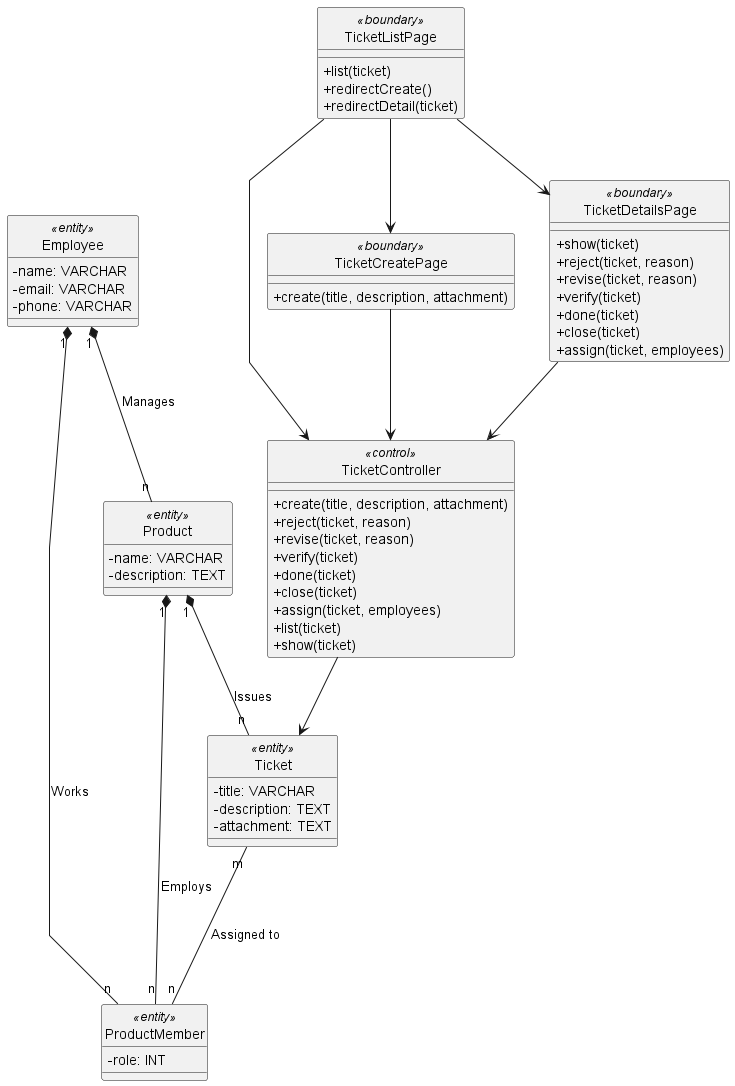 «boundary»
TicketListPage
+list(ticket)
+redirectCreate()
+redirectDetail(ticket)
«boundary»
TicketDetailsPage
+show(ticket)
+reject(ticket, reason)
+revise(ticket, reason)
+verify(ticket)
+done(ticket)
+close(ticket)
+assign(ticket, employees)
«boundary»
TicketCreatePage
+create(title, description, attachment)
«entity»
Employee
-name: VARCHAR
-email: VARCHAR
-phone: VARCHAR
1
1
Manages
n
«control»
TicketController
+create(title, description, attachment)
+reject(ticket, reason)
+revise(ticket, reason)
+verify(ticket)
+done(ticket)
+close(ticket)
+assign(ticket, employees)
+list(ticket)
+show(ticket)
«entity»
Product
-name: VARCHAR
-description: TEXT
1
1
Issues
n
«entity»
Ticket
-title: VARCHAR
-description: TEXT
-attachment: TEXT
Works
m
Employs
Assigned to
n
n
n
«entity»
ProductMember
-role: INT